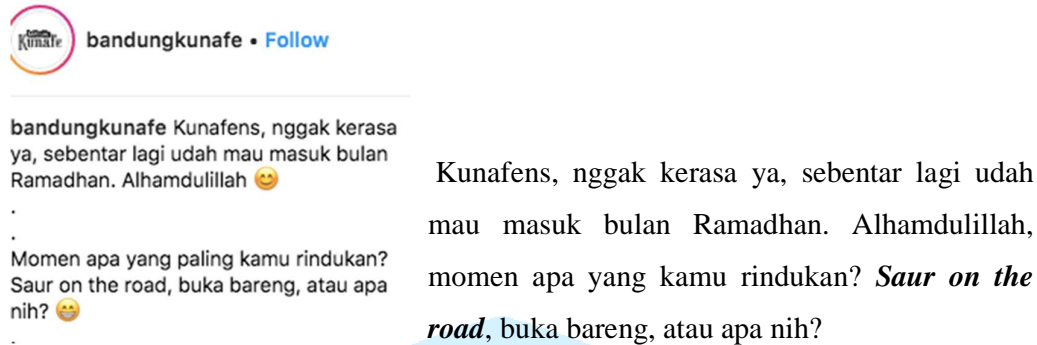 Kunafe
bandungkunafe • Follow
bandungkunafe Kunafens, nggak kerasa
ya, sebentar lagi udah mau masuk bulan
Ramadhan. Alhamdulillah 😊
.
.
Momen apa yang paling kamu rindukan?
Saur on the road, buka bareng, atau apa
nih? 😁
.
Kunafens, nggak kerasa ya, sebentar lagi udah
mau masuk bulan Ramadhan. Alhamdulillah,
momen apa yang kamu rindukan? Saur on the
road, buka bareng, atau apa nih?